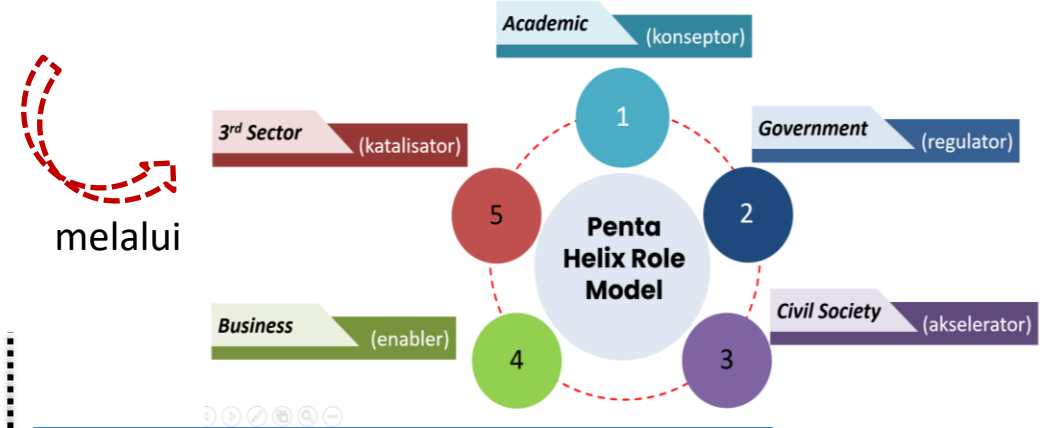 Academic
(konseptor)
1
3rd Sector
(katalisator)
Government
(regulator)
5
2
melalui
Penta
Helix Role
Model
Business
(enabler)
Civil Society
(akselerator)
4
3